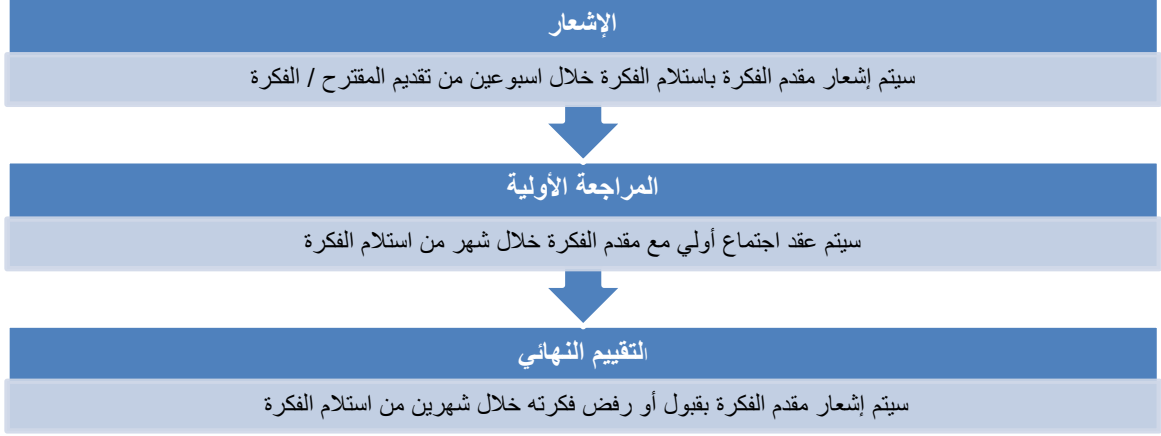 الإشعار
سيتم إشعار مقدم الفكرة باستلام الفكرة خلال اسبوعين من تقديم المقترح / الفكرة
المراجعة الأولية
سيتم عقد اجتماع أولي مع مقدم الفكرة خلال شهر من استلام الفكرة
التقييم النهائي
سيتم إشعار مقدم الفكرة بقبول أو رفض فكرته خلال شهرين من استلام الفكرة